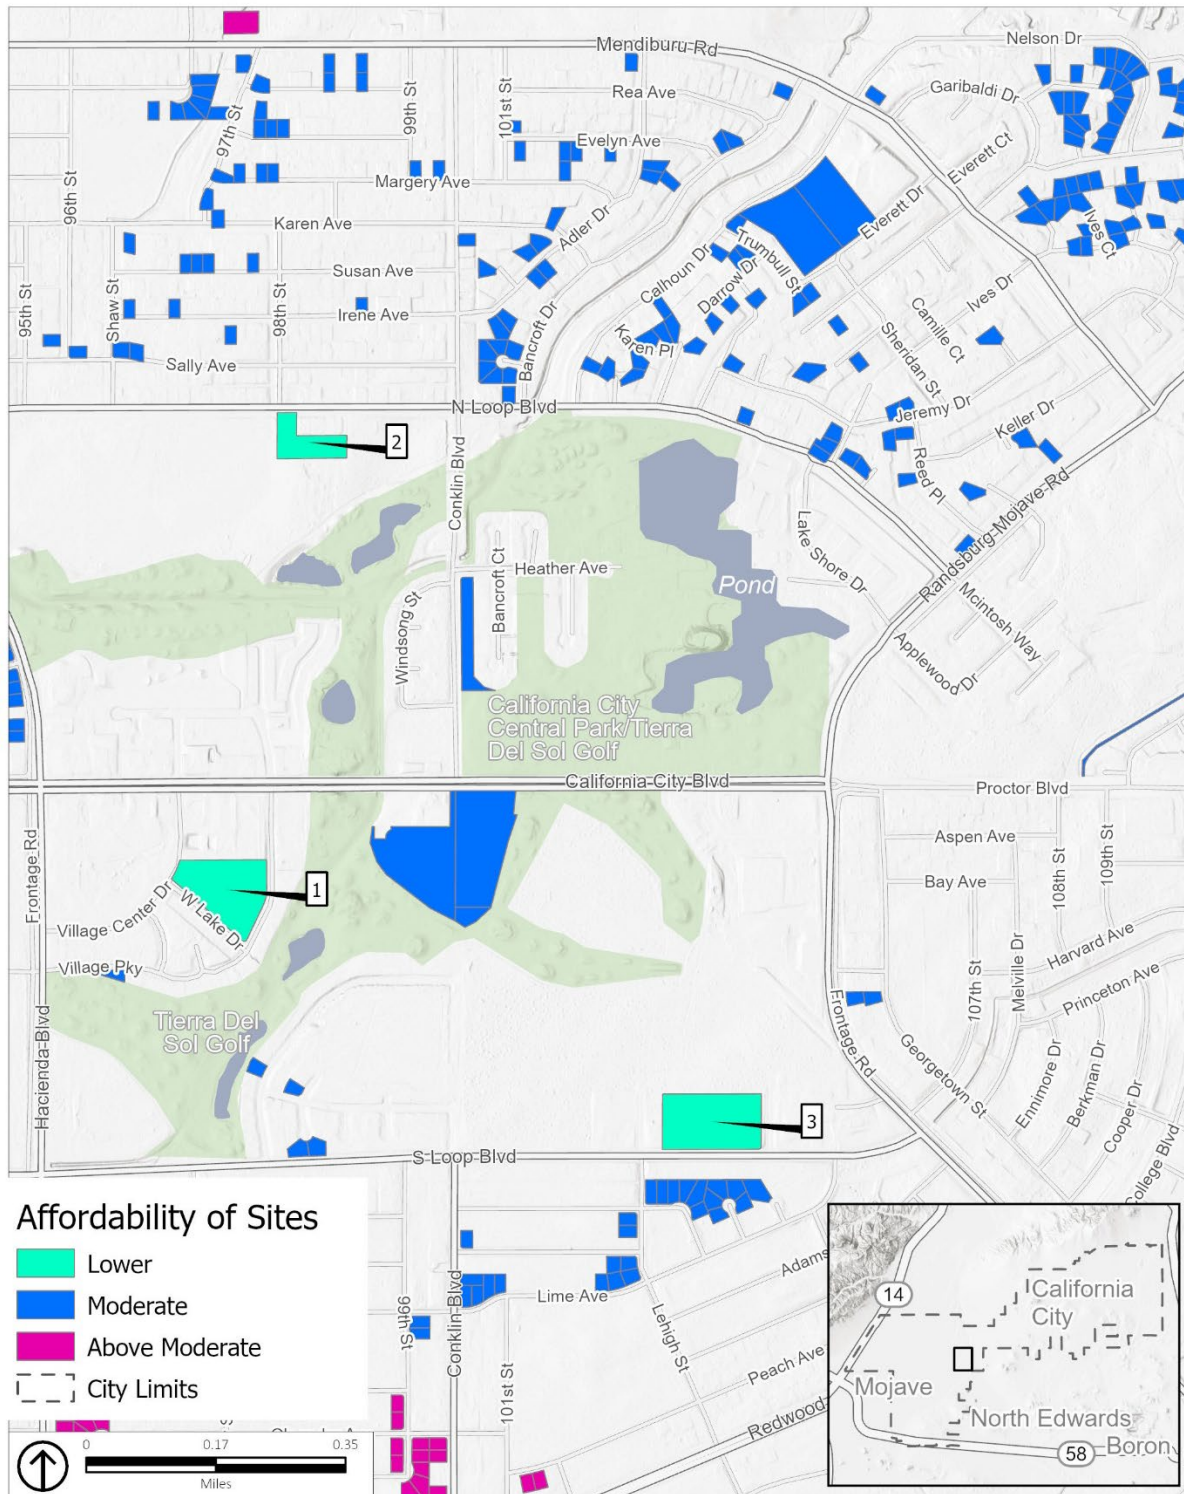 Mendiburu Rd
Nelson Dr
Garibaldi Dr
Rea Ave
97th St
99th St
101st St
Evelyn Ave
Everett Ct
96th St
Margery Ave
Everett Dr
Karen Ave
Adler Dr
Ives Ct
Trumbull St
Calhoun Dr
Susan Ave
Darrow Dr
Ives Dr
95th St
Shaw St
98th St
Irene Ave
Bancroft Dr
Karen Pl
Camille Ct
Sheridan St
Sally Ave
N Loop Blvd
Jeremy Dr
Keller Dr
2
Conklin Blvd
Reed Pl
Lake Shore Dr
Randsburg-Mojave Rd
Bancroft Ct
Heather Ave
Pond
Windsong St
Mcintosh Way
Applewood Dr
California City
Central Park/Tierra
Del Sol Golf
California City Blvd
Proctor Blvd
Frontage Rd
Aspen Ave
108th St
109th St
Bay Ave
1
Village Center Dr
W Lake Dr
Village Pky
Harvard Ave
107th St
Melville Dr
Princeton Ave
Tierra Del
Sol Golf
Frontage Rd
Georgetown St
Hacienda Blvd
Ennimore Dr
Berkman Dr
Cooper Dr
College Blvd
3
S Loop Blvd
Affordability of Sites
Lower
Moderate
Above Moderate
City Limits
Adams
Lime Ave
99th St
Conklin Blvd
101st St
Lehigh St
Peach Ave
Redwood
14
California
City
Mojave
North Edwards
Boron
58
0
0.17
0.35
Miles